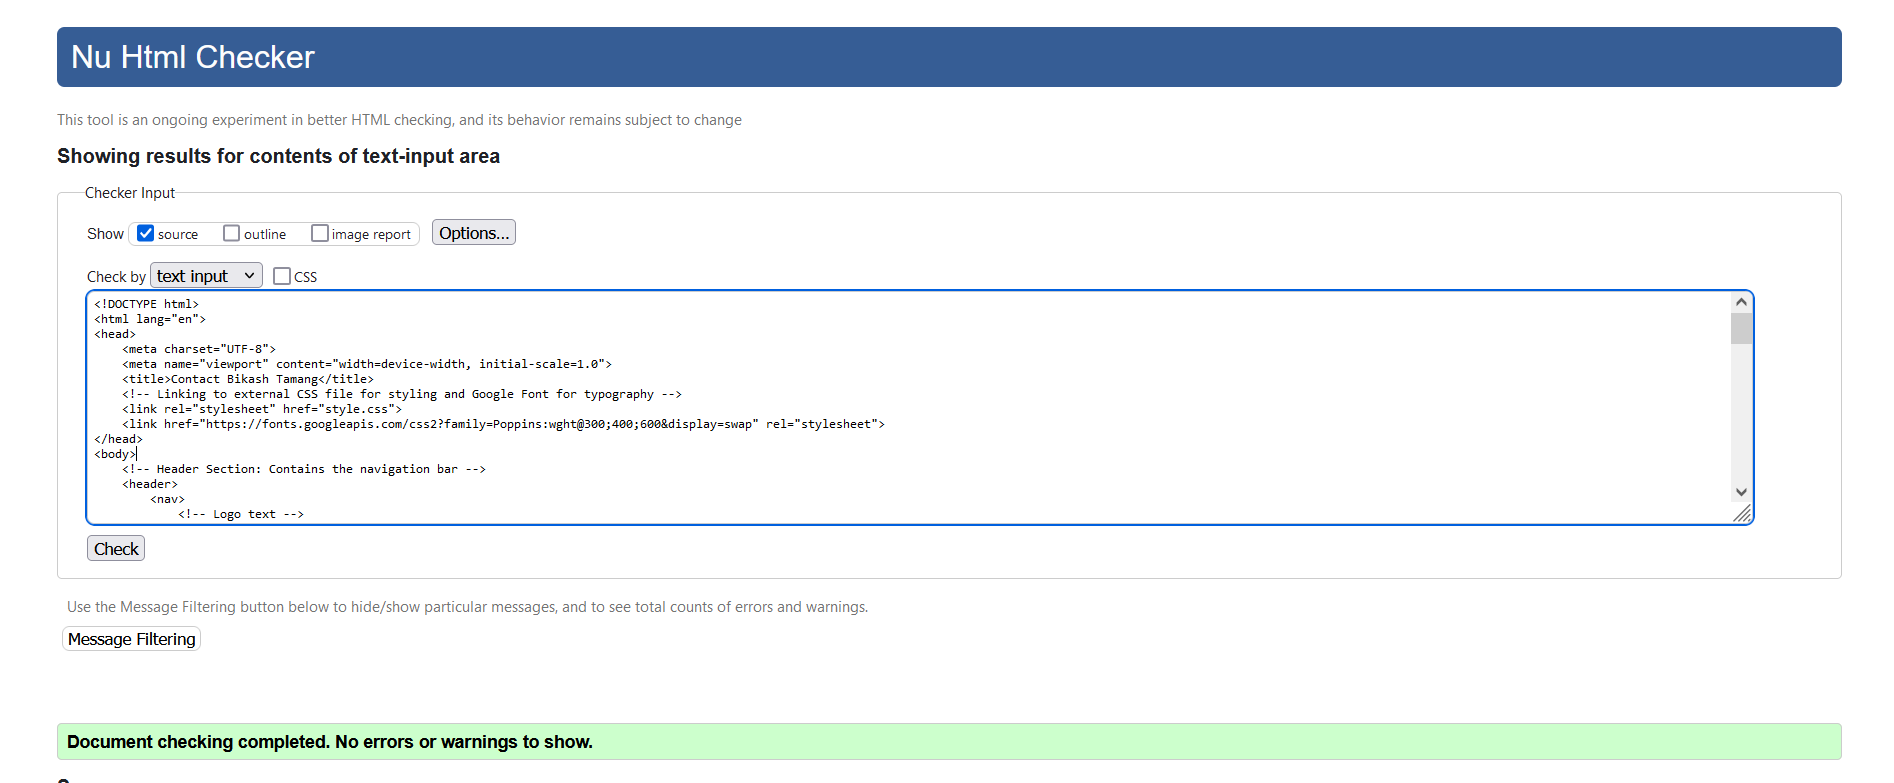 Nu Html Checker
This tool is an ongoing experiment in better HTML checking, and its behavior remains subject to change
Showing results for contents of text-input area
Checker Input
Show source outline image report Options...
Check by text input CSS
<!DOCTYPE html>
<html lang="en">
<head>
    <meta charset="UTF-8">
    <meta name="viewport" content="width=device-width, initial-scale=1.0">
    <title>Contact Bikash Tamang</title>
    <!-- Linking to external CSS file for styling and Google Font for typography -->
    <link rel="stylesheet" href="style.css">
    <link href="https://fonts.googleapis.com/css2?family=Poppins:wght@300;400;600&display=swap" rel="stylesheet">
</head>
<body>
    <!-- Header Section: Contains the navigation bar -->
    <header>
        <nav>
            <!-- Logo text -->
Check
Use the Message Filtering button below to hide/show particular messages, and to see total counts of errors and warnings.
Message Filtering
Document checking completed. No errors or warnings to show.